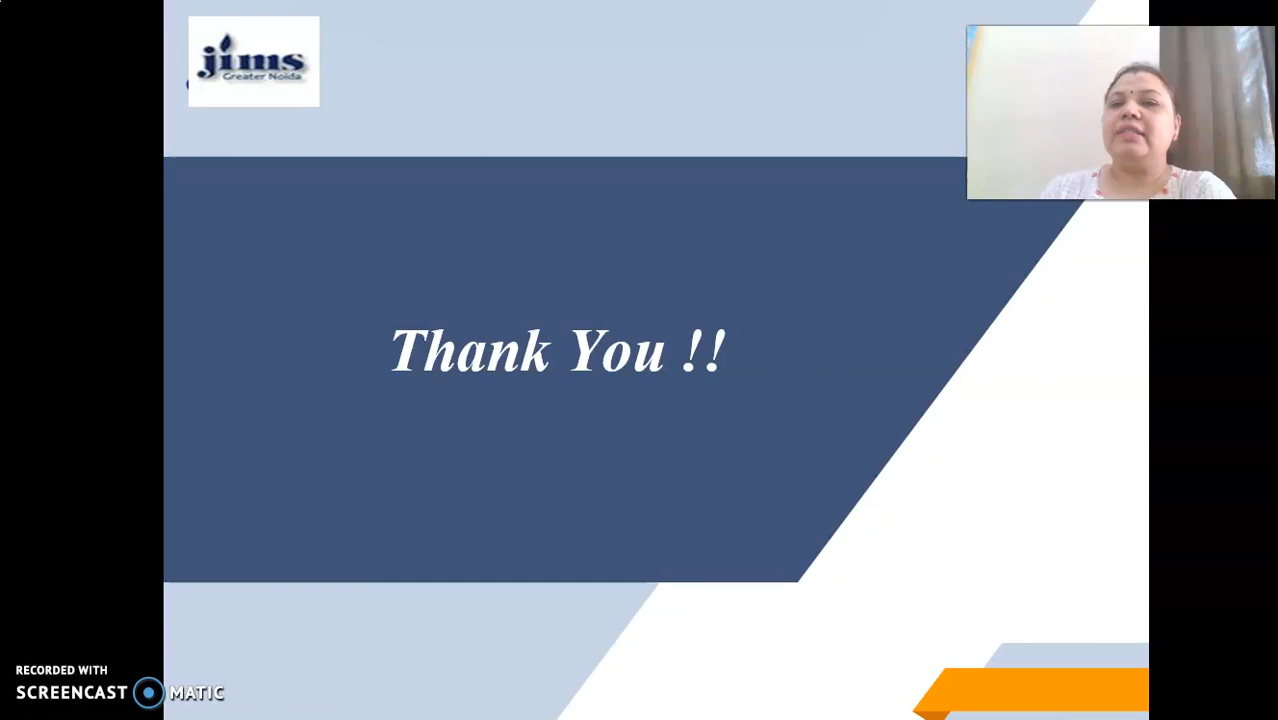 jims
Greater Noida
Thank You !!
RECORDED WITH
SCREENCAST MATIC